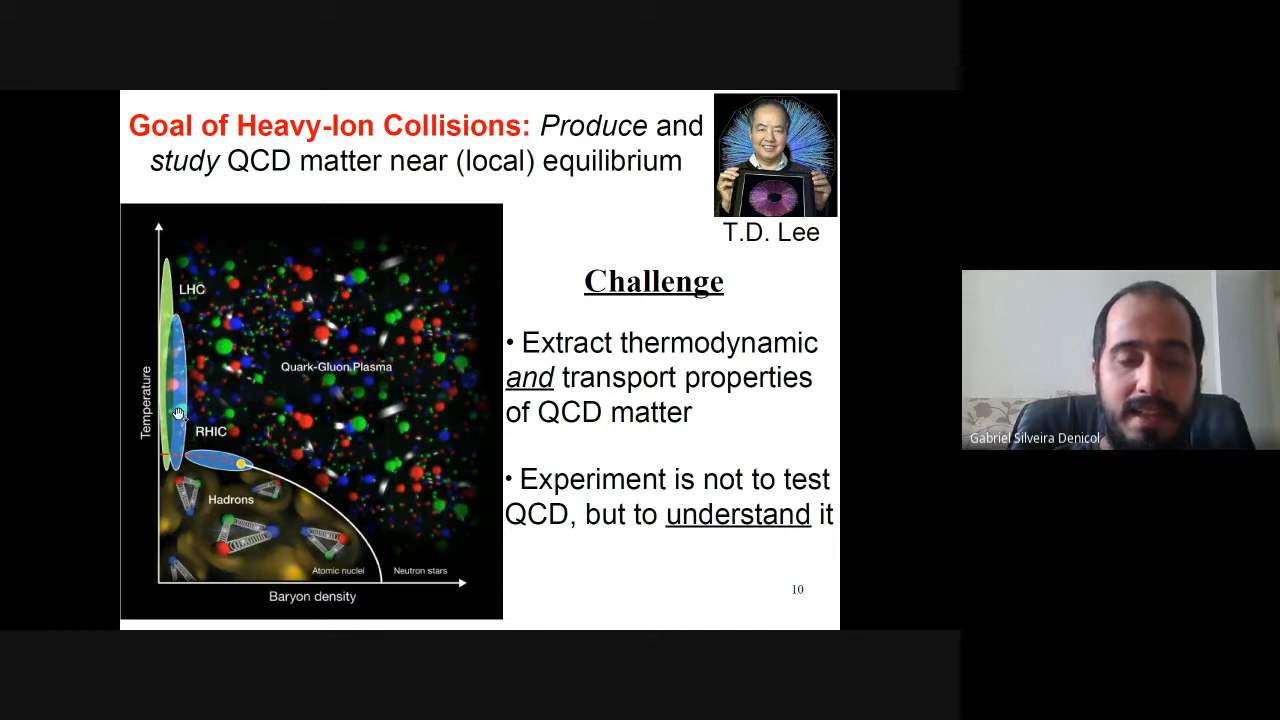 Goal of Heavy-Ion Collisions: Produce and
study QCD matter near (local) equilibrium
T.D. Lee
Challenge
• Extract thermodynamic
and transport properties
of QCD matter
• Experiment is not to test
QCD, but to understand it
LHC
Quark-Gluon Plasma
Temperature
RHIC
Hadrons
Atomic nuclei
Neutron stars
Baryon density
10
Gabriel Silveira Denicol